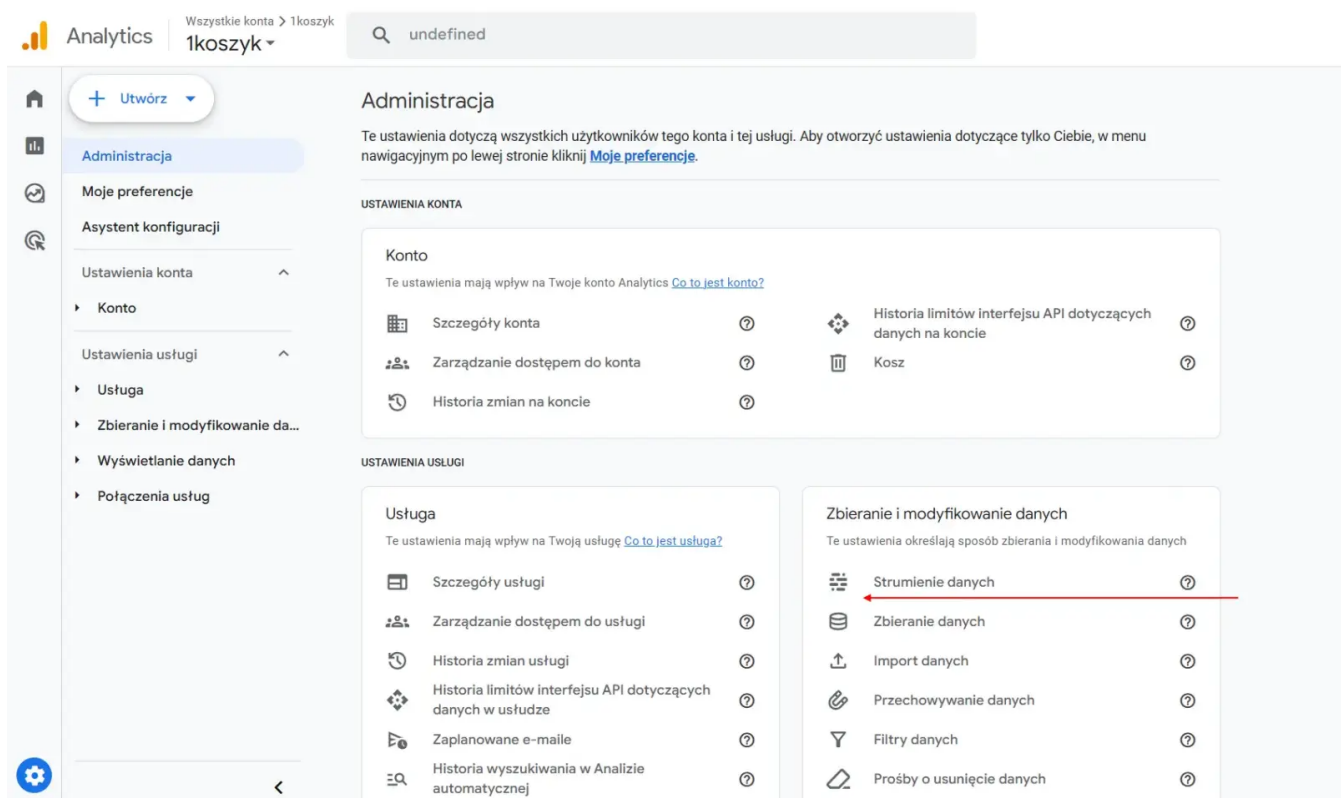 Analytics
Wszystkie konta > 1koszyk
1koszyk
undefined
Utwórz
Administracja
Moje preferencje
Asystent konfiguracji
Ustawienia konta
Konto
Ustawienia usługi
Usługa
Zbieranie i modyfikowanie da...
Wyświetlanie danych
Połączenia usług
Administracja
Te ustawienia dotyczą wszystkich użytkowników tego konta i tej usługi. Aby otworzyć ustawienia dotyczące tylko Ciebie, w menu
nawigacyjnym po lewej stronie kliknij Moje preferencje.
USTAWIENIA KONTA
Konto
Te ustawienia mają wpływ na Twoje konto Analytics Co to jest konto?
Szczegóły konta
Zarządzanie dostępem do konta
Historia zmian na koncie
Historia limitów interfejsu API dotyczących
danych na koncie
Kosz
USTAWIENIA USŁUGI
Usługa
Te ustawienia mają wpływ na Twoją usługę Co to jest usługa?
Szczegóły usługi
Zarządzanie dostępem do usługi
Historia zmian usługi
Historia limitów interfejsu API dotyczących
danych w usłudze
Zaplanowane e-maile
Historia wyszukiwania w Analizie
automatycznej
Zbieranie i modyfikowanie danych
Te ustawienia określają sposób zbierania i modyfikowania danych
Strumienie danych
Zbieranie danych
Import danych
Przechowywanie danych
Filtry danych
Prośby o usunięcie danych